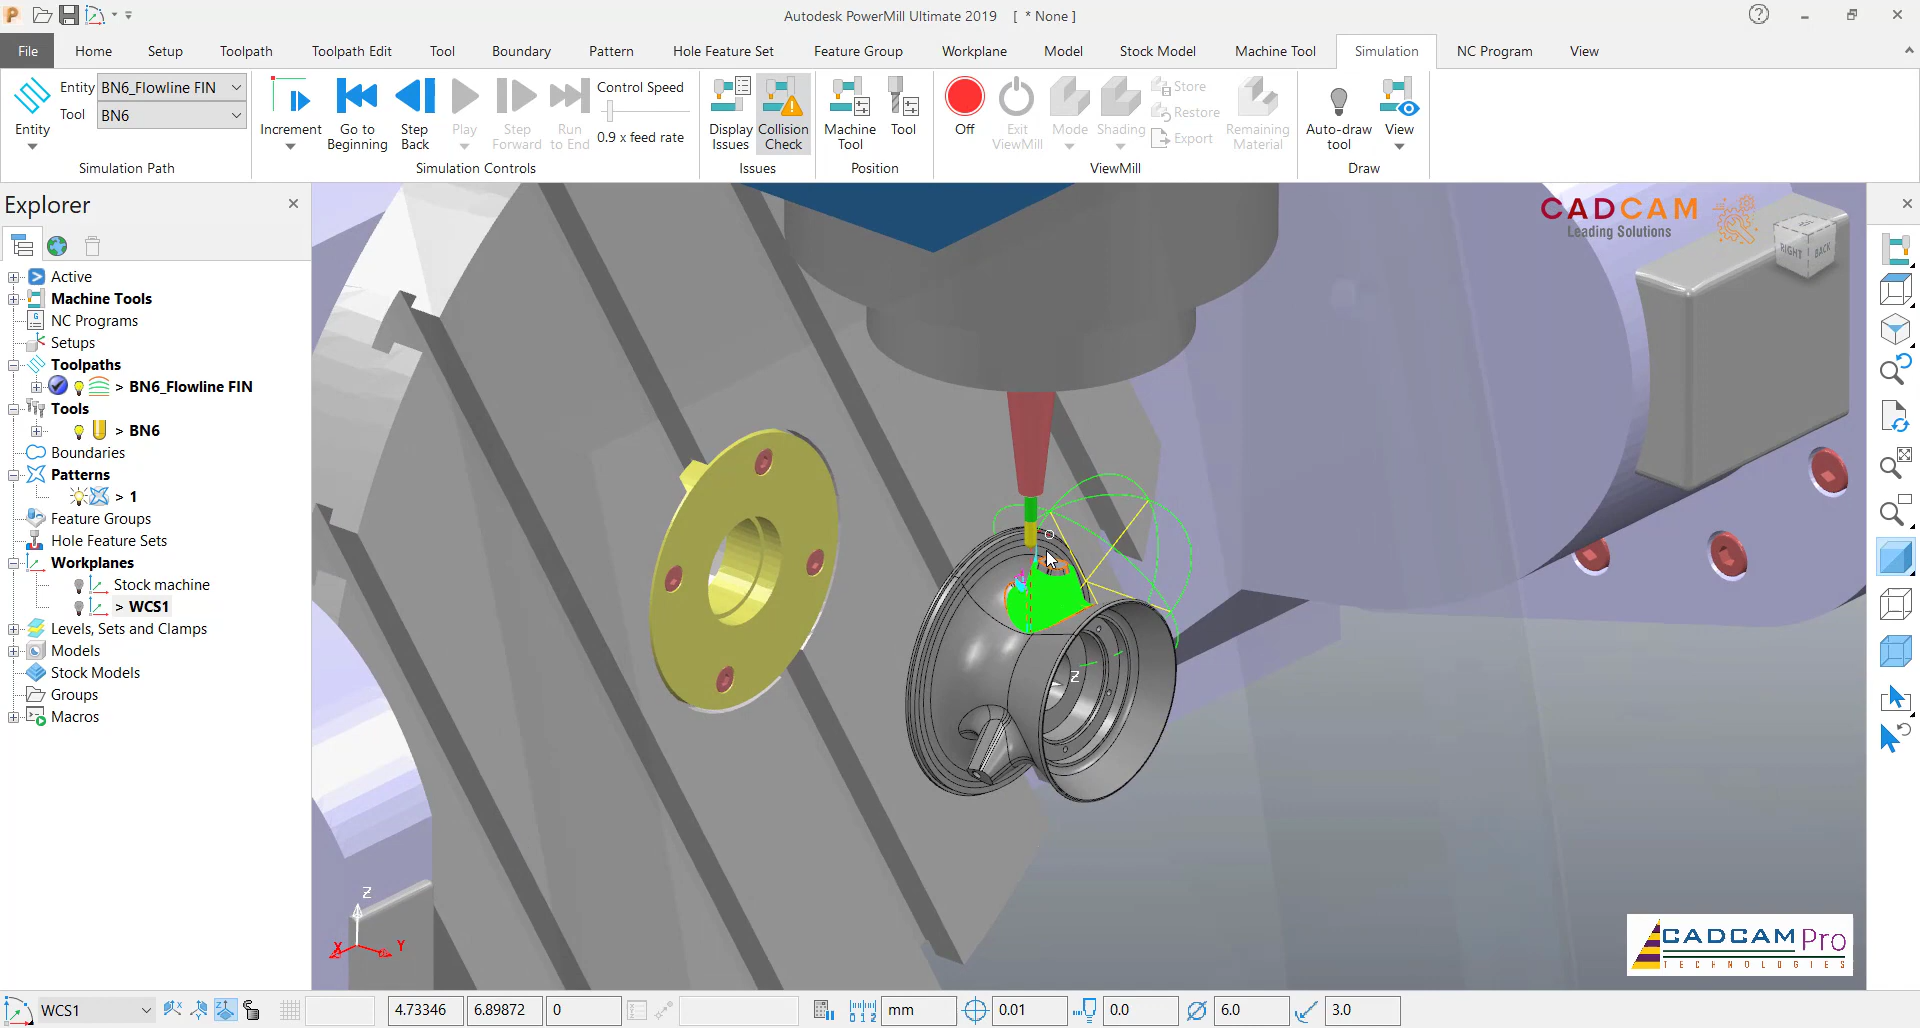 Autodesk PowerMill Ultimate 2019 [ * None ]
File Home Setup Toolpath Toolpath Edit Tool Boundary Pattern Hole Feature Set Feature Group Workplane Model Stock Model Machine Tool Simulation NC Program View
Entity
Entity BN6_Flowline FIN
Tool BN6
Simulation Path
Increment
Go to Beginning
Step Back
Play
Step Forward
Run to End
Control Speed
0.9 x feed rate
Simulation Controls
Display Issues
Collision Check
Issues
Machine Tool
Tool
Position
Off
Exit ViewMill
Mode
Shading
Store
Restore
Export
Remaining Material
ViewMill
Auto-draw tool
View
Draw
Explorer
Active
Machine Tools
NC Programs
Setups
Toolpaths
> BN6_Flowline FIN
Tools
> BN6
Boundaries
Patterns
> 1
Feature Groups
Hole Feature Sets
Workplanes
Stock machine
> WCS1
Levels, Sets and Clamps
Models
Stock Models
Groups
Macros
CADCAM
Leading Solutions
RIGHT BACK
Z
Z
X Y
CADCAM Pro
TECHNOLOGIES
WCS1 4.73346 6.89872 0 mm 0.01 0.0 6.0 3.0